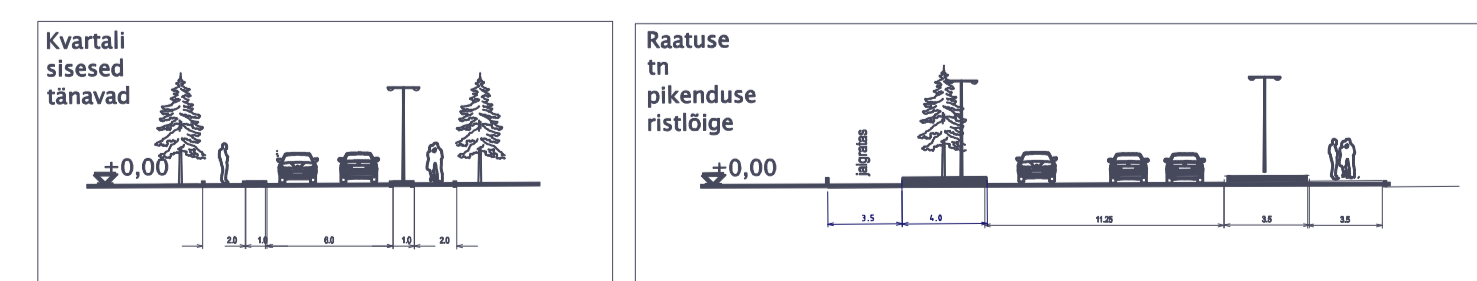 Kvartali
sisesed
tänavad
+0,00
2.0 1.0 6.0 1.0 2.0
Raatuse
tn
pikenduse
ristlõige
jalgratas
+0,00
3.5 4.0 11.25 3.5 3.5